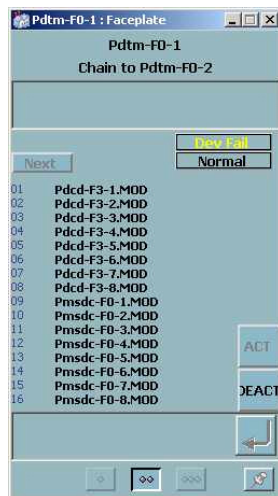 Pdtm-F0-1 : Faceplate
Pdtm-F0-1
Chain to Pdtm-F0-2
Dev Fail
Next
Normal
01 Pdcd-F3-1.MOD
02 Pdcd-F3-2.MOD
03 Pdcd-F3-3.MOD
04 Pdcd-F3-4.MOD
05 Pdcd-F3-5.MOD
06 Pdcd-F3-6.MOD
07 Pdcd-F3-7.MOD
08 Pdcd-F3-8.MOD
09 Pmsdc-F0-1.MOD
10 Pmsdc-F0-2.MOD
11 Pmsdc-F0-3.MOD
12 Pmsdc-F0-4.MOD
13 Pmsdc-F0-5.MOD
14 Pmsdc-F0-6.MOD
15 Pmsdc-F0-7.MOD
16 Pmsdc-F0-8.MOD
ACT
DEACT